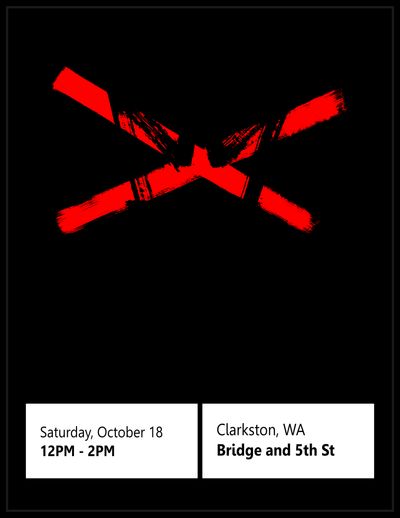 Saturday, October 18
12PM - 2PM
Clarkston, WA
Bridge and 5th St